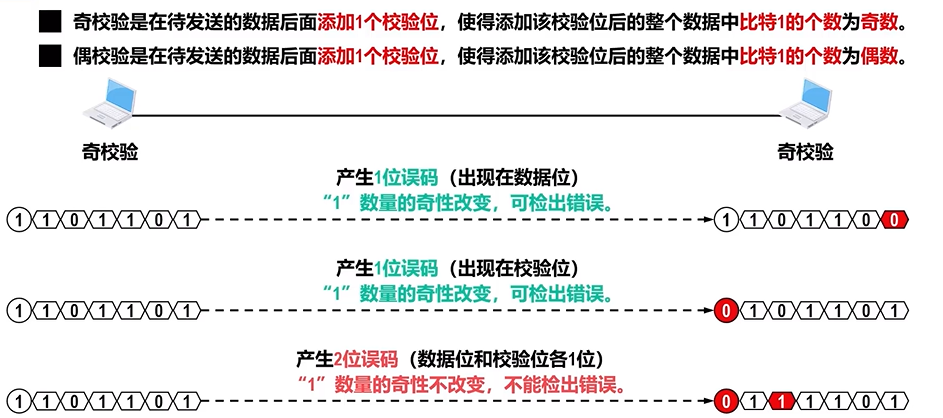 奇校验是在待发送的数据后面添加1个校验位，使得添加该校验位后的整个数据中比特1的个数为奇数。
偶校验是在待发送的数据后面添加1个校验位，使得添加该校验位后的整个数据中比特1的个数为偶数。
奇校验 奇校验
产生1位误码（出现在数据位）
“1”数量的奇性改变，可检出错误。
1 1 0 1 1 0 1 1 1 0 1 1 0 0
产生1位误码（出现在校验位）
“1”数量的奇性改变，可检出错误。
1 1 0 1 1 0 1 0 1 0 1 1 0 1
产生2位误码（数据位和校验位各1位）
“1”数量的奇性不改变，不能检出错误。
1 1 0 1 1 0 1 0 1 1 1 1 0 1